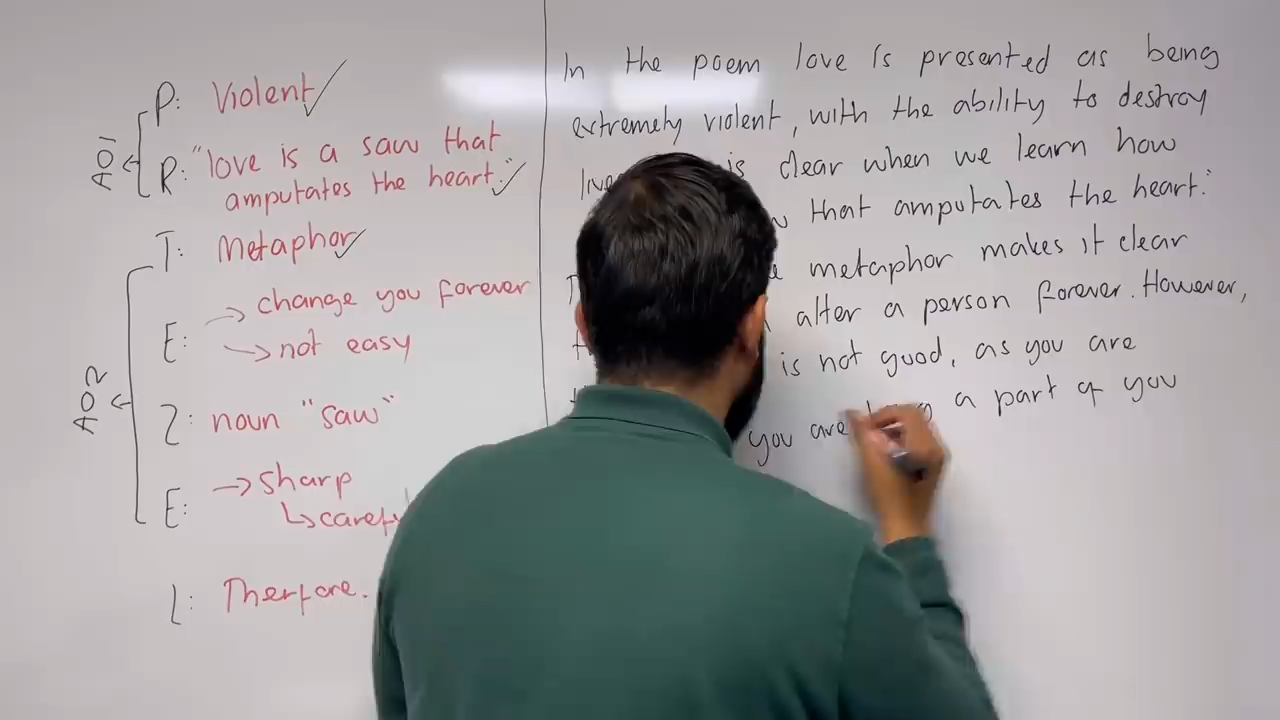 AO1
P: Violent
R: "love is a saw that
amputates the heart."
AO2
T: Metaphor
E: → change you forever
→ not easy
Z: noun "saw"
E: → sharp
↳
L: Therfore.
In the poem love is presented as being
extremely violent, with the ability to destroy
is clear when we learn how
that amputates the heart."
metaphor makes it clear
alter a person forever. However,
is not good, as you are
a part of you
you are